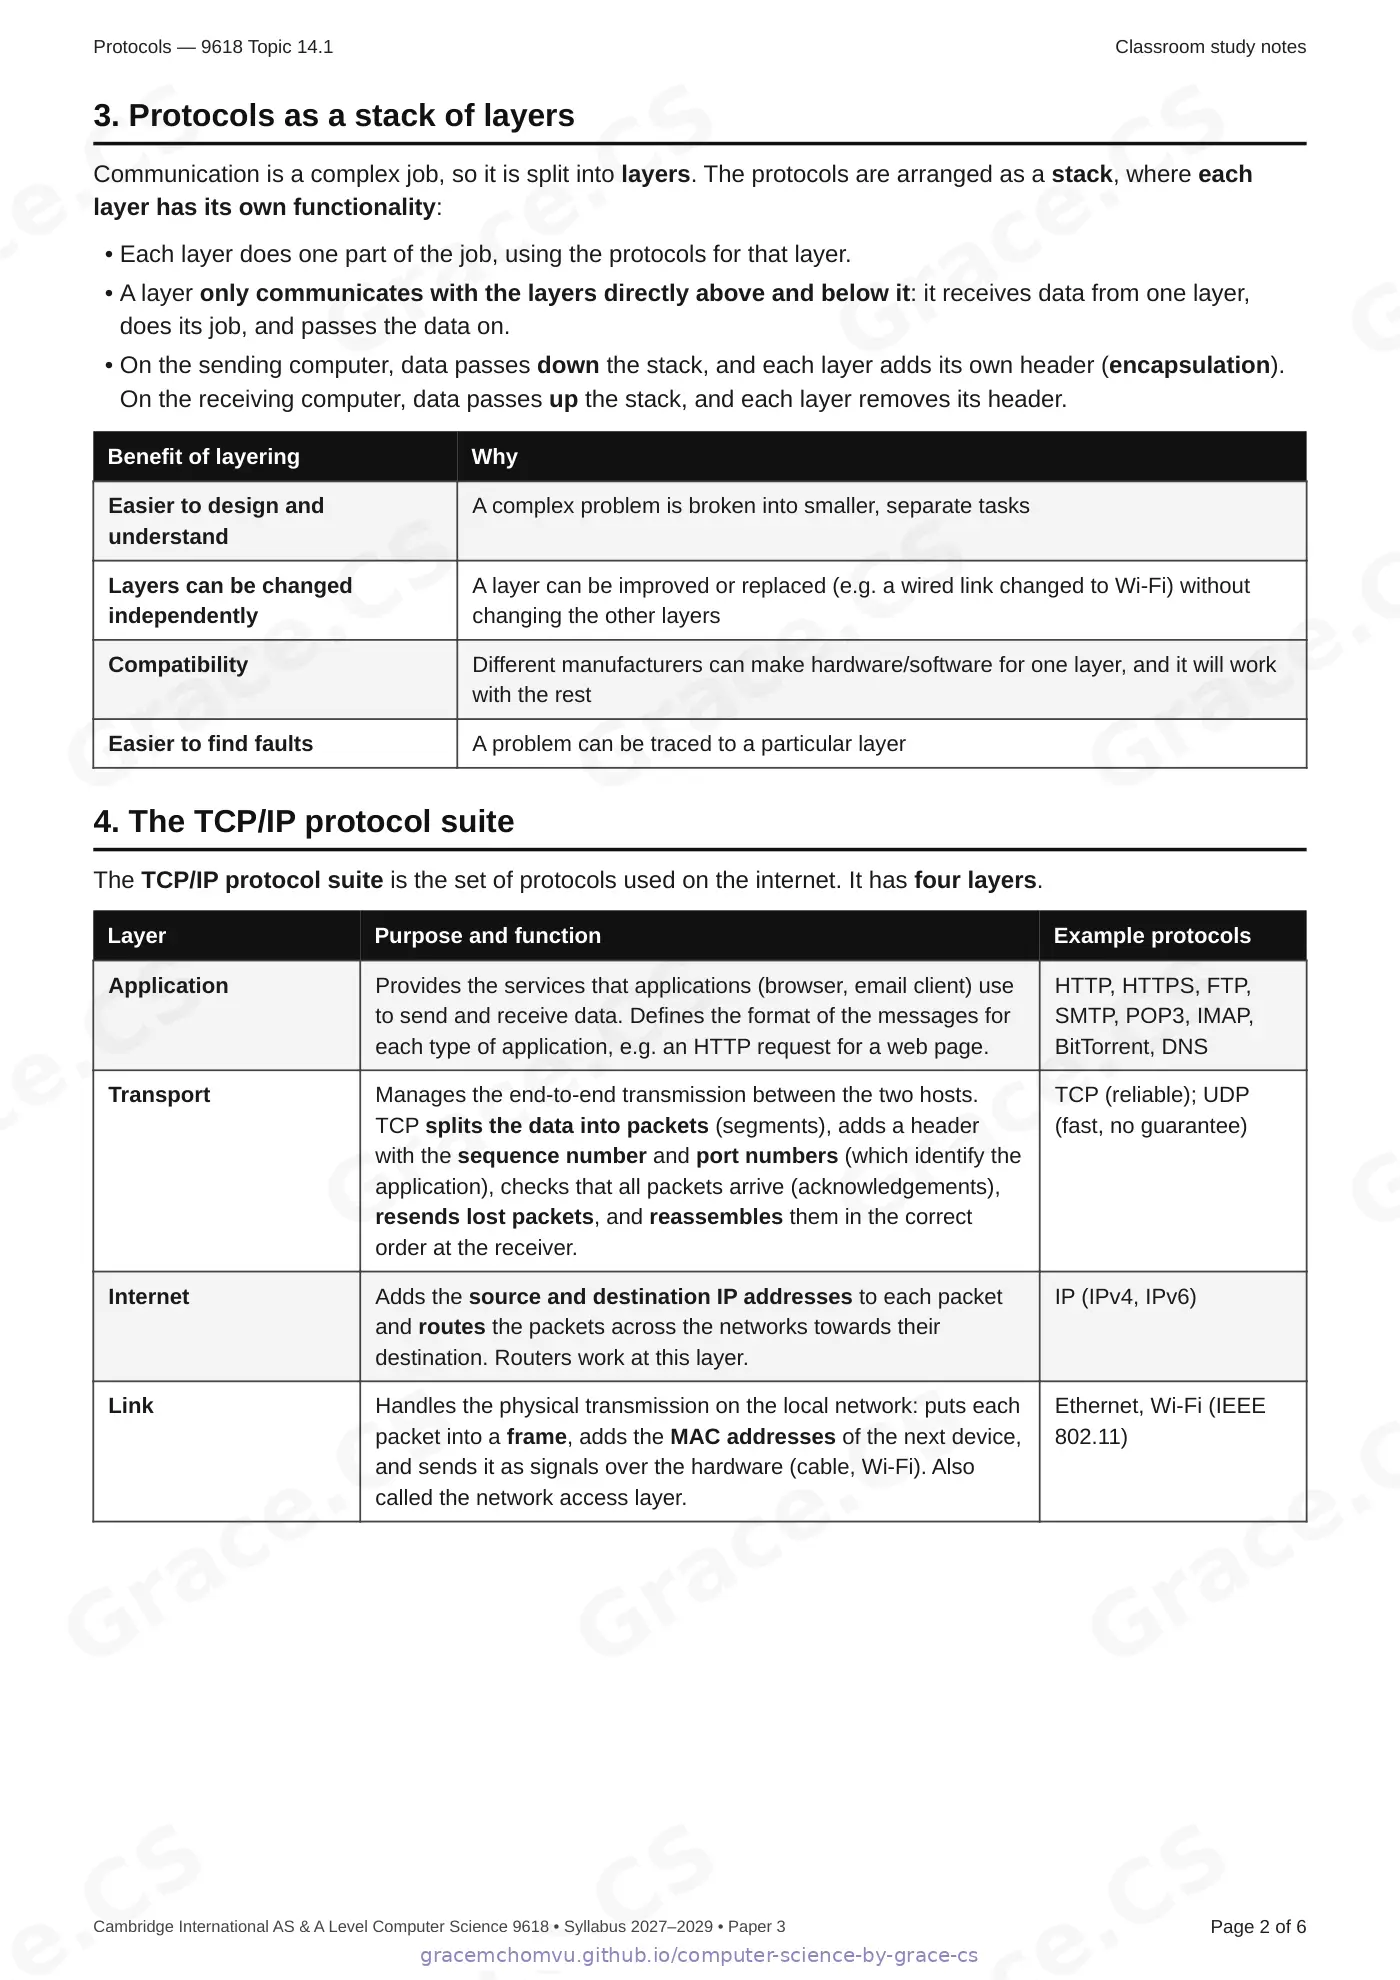 Protocols — 9618 Topic 14.1
Classroom study notes
3. Protocols as a stack of layers
Communication is a complex job, so it is split into layers. The protocols are arranged as a stack, where each
layer has its own functionality:
• Each layer does one part of the job, using the protocols for that layer.
• A layer only communicates with the layers directly above and below it: it receives data from one layer,
does its job, and passes the data on.
• On the sending computer, data passes down the stack, and each layer adds its own header (encapsulation).
On the receiving computer, data passes up the stack, and each layer removes its header.
Benefit of layering
Why
Easier to design and
understand
A complex problem is broken into smaller, separate tasks
Layers can be changed
independently
A layer can be improved or replaced (e.g. a wired link changed to Wi-Fi) without
changing the other layers
Compatibility
Different manufacturers can make hardware/software for one layer, and it will work
with the rest
Easier to find faults
A problem can be traced to a particular layer
4. The TCP/IP protocol suite
The TCP/IP protocol suite is the set of protocols used on the internet. It has four layers.
Layer
Purpose and function
Example protocols
Application
Provides the services that applications (browser, email client) use
to send and receive data. Defines the format of the messages for
each type of application, e.g. an HTTP request for a web page.
HTTP, HTTPS, FTP,
SMTP, POP3, IMAP,
BitTorrent, DNS
Transport
Manages the end-to-end transmission between the two hosts.
TCP splits the data into packets (segments), adds a header
with the sequence number and port numbers (which identify the
application), checks that all packets arrive (acknowledgements),
resends lost packets, and reassembles them in the correct
order at the receiver.
TCP (reliable); UDP
(fast, no guarantee)
Internet
Adds the source and destination IP addresses to each packet
and routes the packets across the networks towards their
destination. Routers work at this layer.
IP (IPv4, IPv6)
Link
Handles the physical transmission on the local network: puts each
packet into a frame, adds the MAC addresses of the next device,
and sends it as signals over the hardware (cable, Wi-Fi). Also
called the network access layer.
Ethernet, Wi-Fi (IEEE
802.11)
Cambridge International AS & A Level Computer Science 9618 • Syllabus 2027–2029 • Paper 3
Page 2 of 6
gracemchomvu.github.io/computer-science-by-grace-cs
Grace.CS